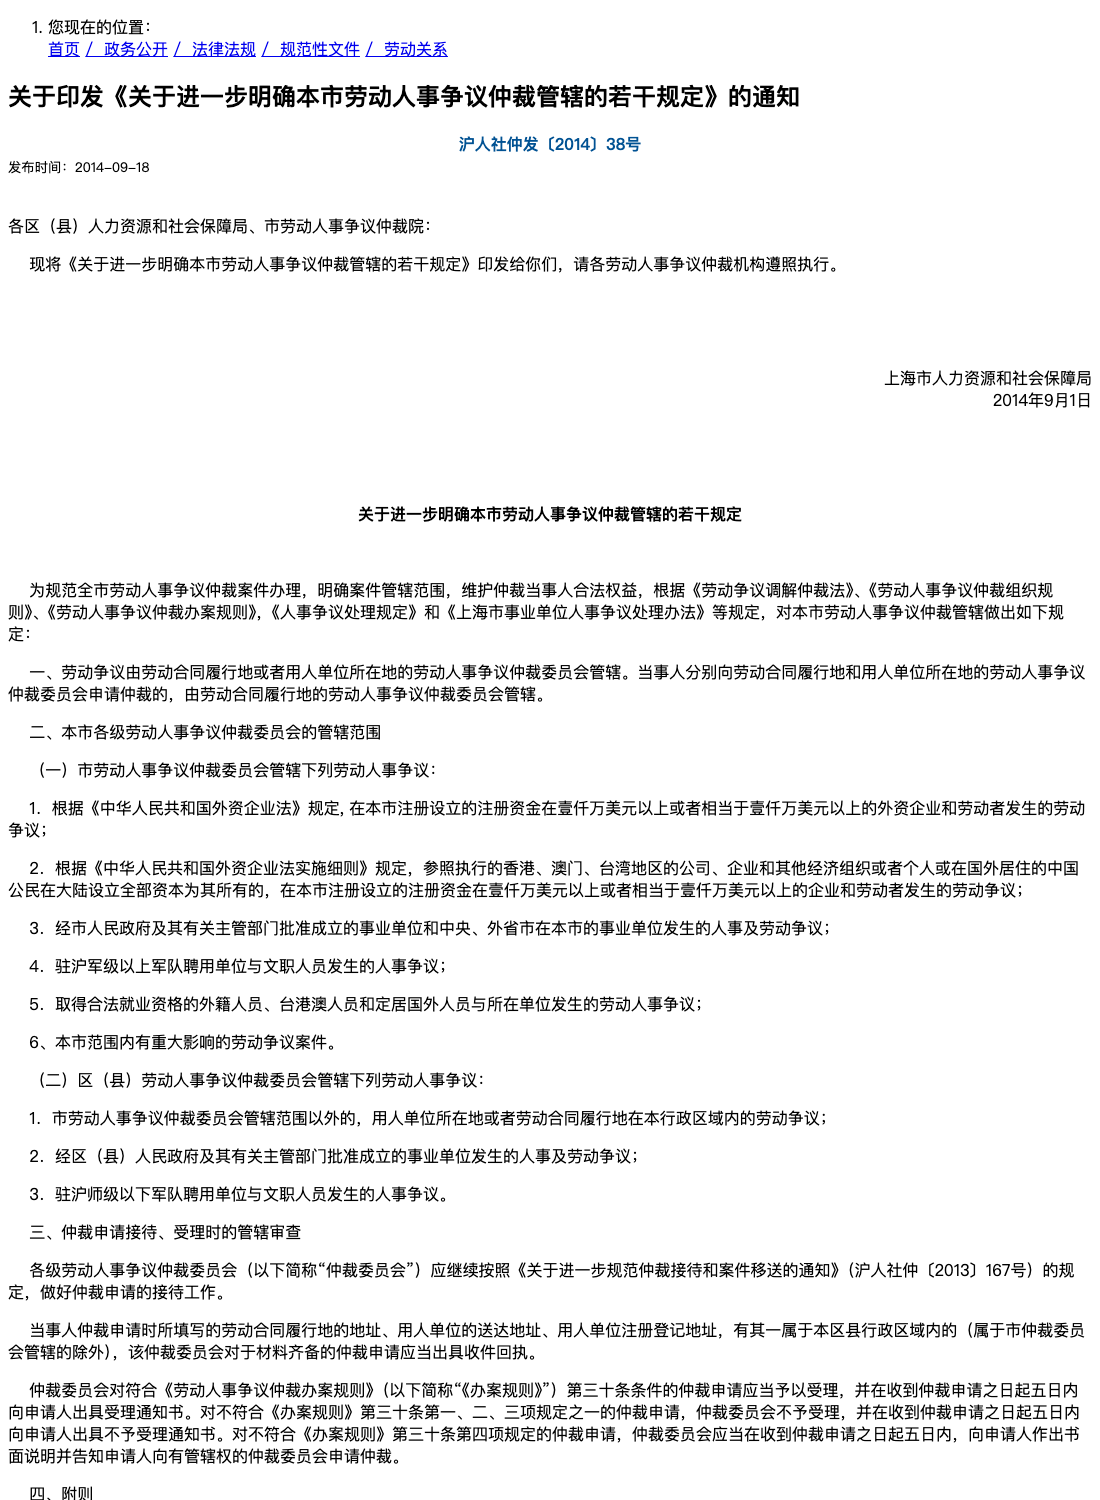 1. 您现在的位置：
首页 / 政务公开 / 法律法规 / 规范性文件 / 劳动关系
关于印发《关于进一步明确本市劳动人事争议仲裁管辖的若干规定》的通知
沪人社仲发〔2014〕38号
发布时间：2014-09-18
各区（县）人力资源和社会保障局、市劳动人事争议仲裁院：
现将《关于进一步明确本市劳动人事争议仲裁管辖的若干规定》印发给你们，请各劳动人事争议仲裁机构遵照执行。
上海市人力资源和社会保障局
2014年9月1日
关于进一步明确本市劳动人事争议仲裁管辖的若干规定
为规范全市劳动人事争议仲裁案件办理，明确案件管辖范围，维护仲裁当事人合法权益，根据《劳动争议调解仲裁法》、《劳动人事争议仲裁组织规
则》、《劳动人事争议仲裁办案规则》，《人事争议处理规定》和《上海市事业单位人事争议处理办法》等规定，对本市劳动人事争议仲裁管辖做出如下规
定：
一、劳动争议由劳动合同履行地或者用人单位所在地的劳动人事争议仲裁委员会管辖。当事人分别向劳动合同履行地和用人单位所在地的劳动人事争议
仲裁委员会申请仲裁的，由劳动合同履行地的劳动人事争议仲裁委员会管辖。
二、本市各级劳动人事争议仲裁委员会的管辖范围
（一）市劳动人事争议仲裁委员会管辖下列劳动人事争议：
1．根据《中华人民共和国外资企业法》规定, 在本市注册设立的注册资金在壹仟万美元以上或者相当于壹仟万美元以上的外资企业和劳动者发生的劳动
争议；
2．根据《中华人民共和国外资企业法实施细则》规定，参照执行的香港、澳门、台湾地区的公司、企业和其他经济组织或者个人或在国外居住的中国
公民在大陆设立全部资本为其所有的，在本市注册设立的注册资金在壹仟万美元以上或者相当于壹仟万美元以上的企业和劳动者发生的劳动争议；
3．经市人民政府及其有关主管部门批准成立的事业单位和中央、外省市在本市的事业单位发生的人事及劳动争议；
4．驻沪军级以上军队聘用单位与文职人员发生的人事争议；
5．取得合法就业资格的外籍人员、台港澳人员和定居国外人员与所在单位发生的劳动人事争议；
6、本市范围内有重大影响的劳动争议案件。
（二）区（县）劳动人事争议仲裁委员会管辖下列劳动人事争议：
1．市劳动人事争议仲裁委员会管辖范围以外的，用人单位所在地或者劳动合同履行地在本行政区域内的劳动争议；
2．经区（县）人民政府及其有关主管部门批准成立的事业单位发生的人事及劳动争议；
3．驻沪师级以下军队聘用单位与文职人员发生的人事争议。
三、仲裁申请接待、受理时的管辖审查
各级劳动人事争议仲裁委员会（以下简称“仲裁委员会”）应继续按照《关于进一步规范仲裁接待和案件移送的通知》（沪人社仲〔2013〕167号）的规
定，做好仲裁申请的接待工作。
当事人仲裁申请时所填写的劳动合同履行地的地址、用人单位的送达地址、用人单位注册登记地址，有其一属于本区县行政区域内的（属于市仲裁委员
会管辖的除外），该仲裁委员会对于材料齐备的仲裁申请应当出具收件回执。
仲裁委员会对符合《劳动人事争议仲裁办案规则》（以下简称“《办案规则》”）第三十条条件的仲裁申请应当予以受理，并在收到仲裁申请之日起五日内
向申请人出具受理通知书。对不符合《办案规则》第三十条第一、二、三项规定之一的仲裁申请，仲裁委员会不予受理，并在收到仲裁申请之日起五日内
向申请人出具不予受理通知书。对不符合《办案规则》第三十条第四项规定的仲裁申请，仲裁委员会应当在收到仲裁申请之日起五日内，向申请人作出书
面说明并告知申请人向有管辖权的仲裁委员会申请仲裁。
四、附则